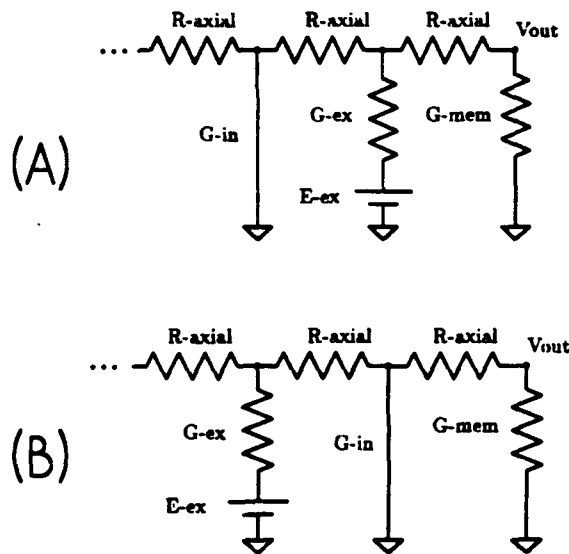 R-axial R-axial R-axial
... Vout
G-in G-ex G-mem
(A)
E-ex
R-axial R-axial R-axial
... Vout
G-ex G-in G-mem
(B)
E-ex